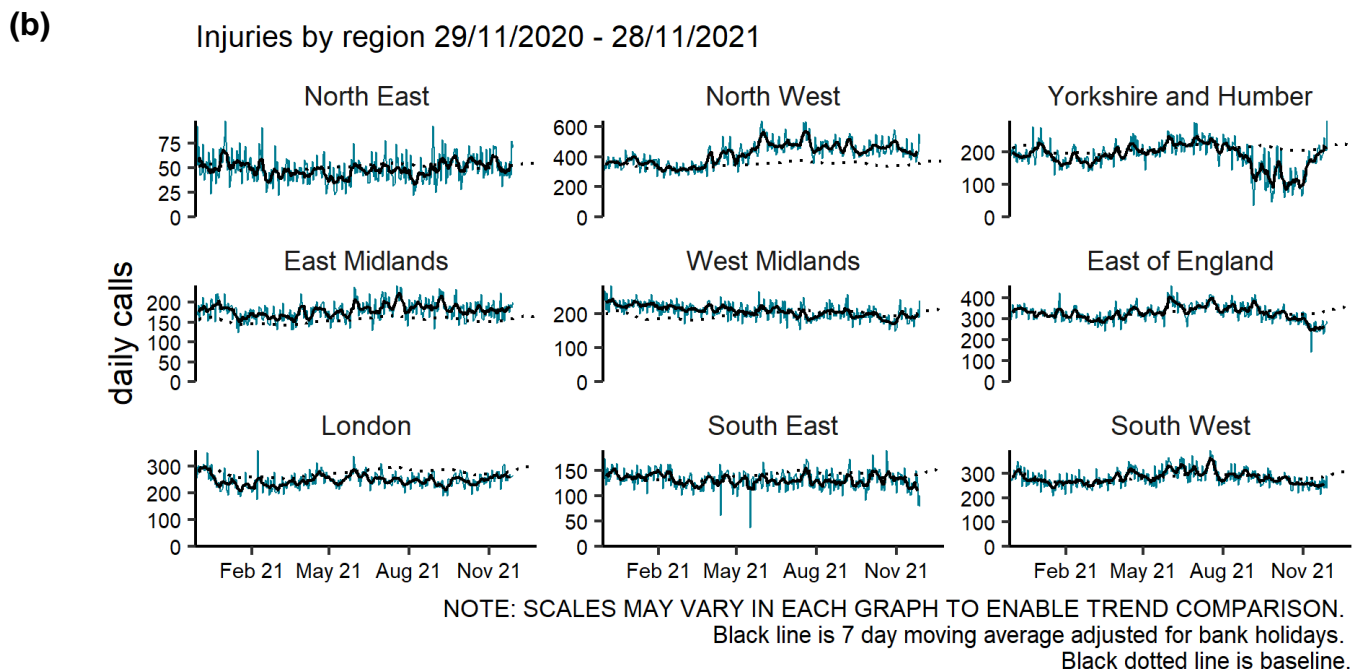 (b)
Injuries by region 29/11/2020 - 28/11/2021
North East
North West
Yorkshire and Humber
75
50
25
0
600
400
200
0
200
100
0
East Midlands
West Midlands
East of England
daily calls
200
150
100
50
0
200
100
0
400
300
200
100
0
London
South East
South West
300
200
100
0
150
100
50
0
300
200
100
0
Feb 21 May 21 Aug 21 Nov 21
Feb 21 May 21 Aug 21 Nov 21
Feb 21 May 21 Aug 21 Nov 21
NOTE: SCALES MAY VARY IN EACH GRAPH TO ENABLE TREND COMPARISON.
Black line is 7 day moving average adjusted for bank holidays.
Black dotted line is baseline.